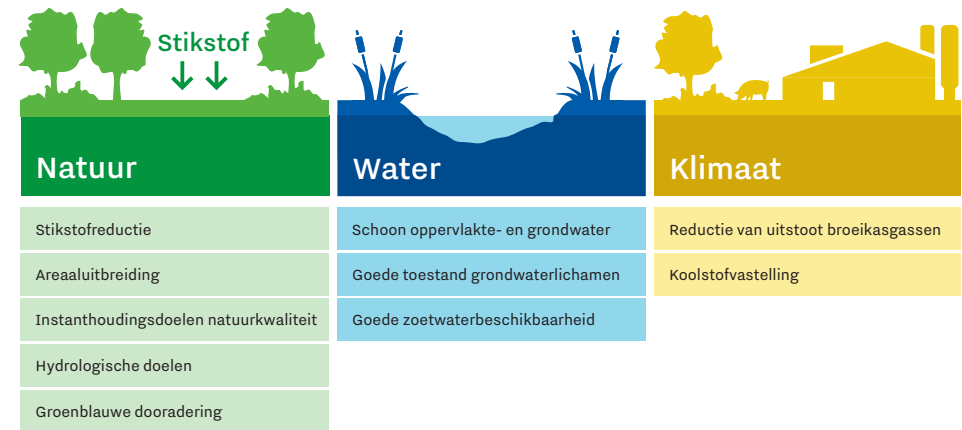 Stikstof
Natuur
Stikstofreductie
Areaaluitbreiding
Instanthoudingsdoelen natuurkwaliteit
Hydrologische doelen
Groenblauwe dooradering
Water
Schoon oppervlakte- en grondwater
Goede toestand grondwaterlichamen
Goede zoetwaterbeschikbaarheid
Klimaat
Reductie van uitstoot broeikasgassen
Koolstofvastelling